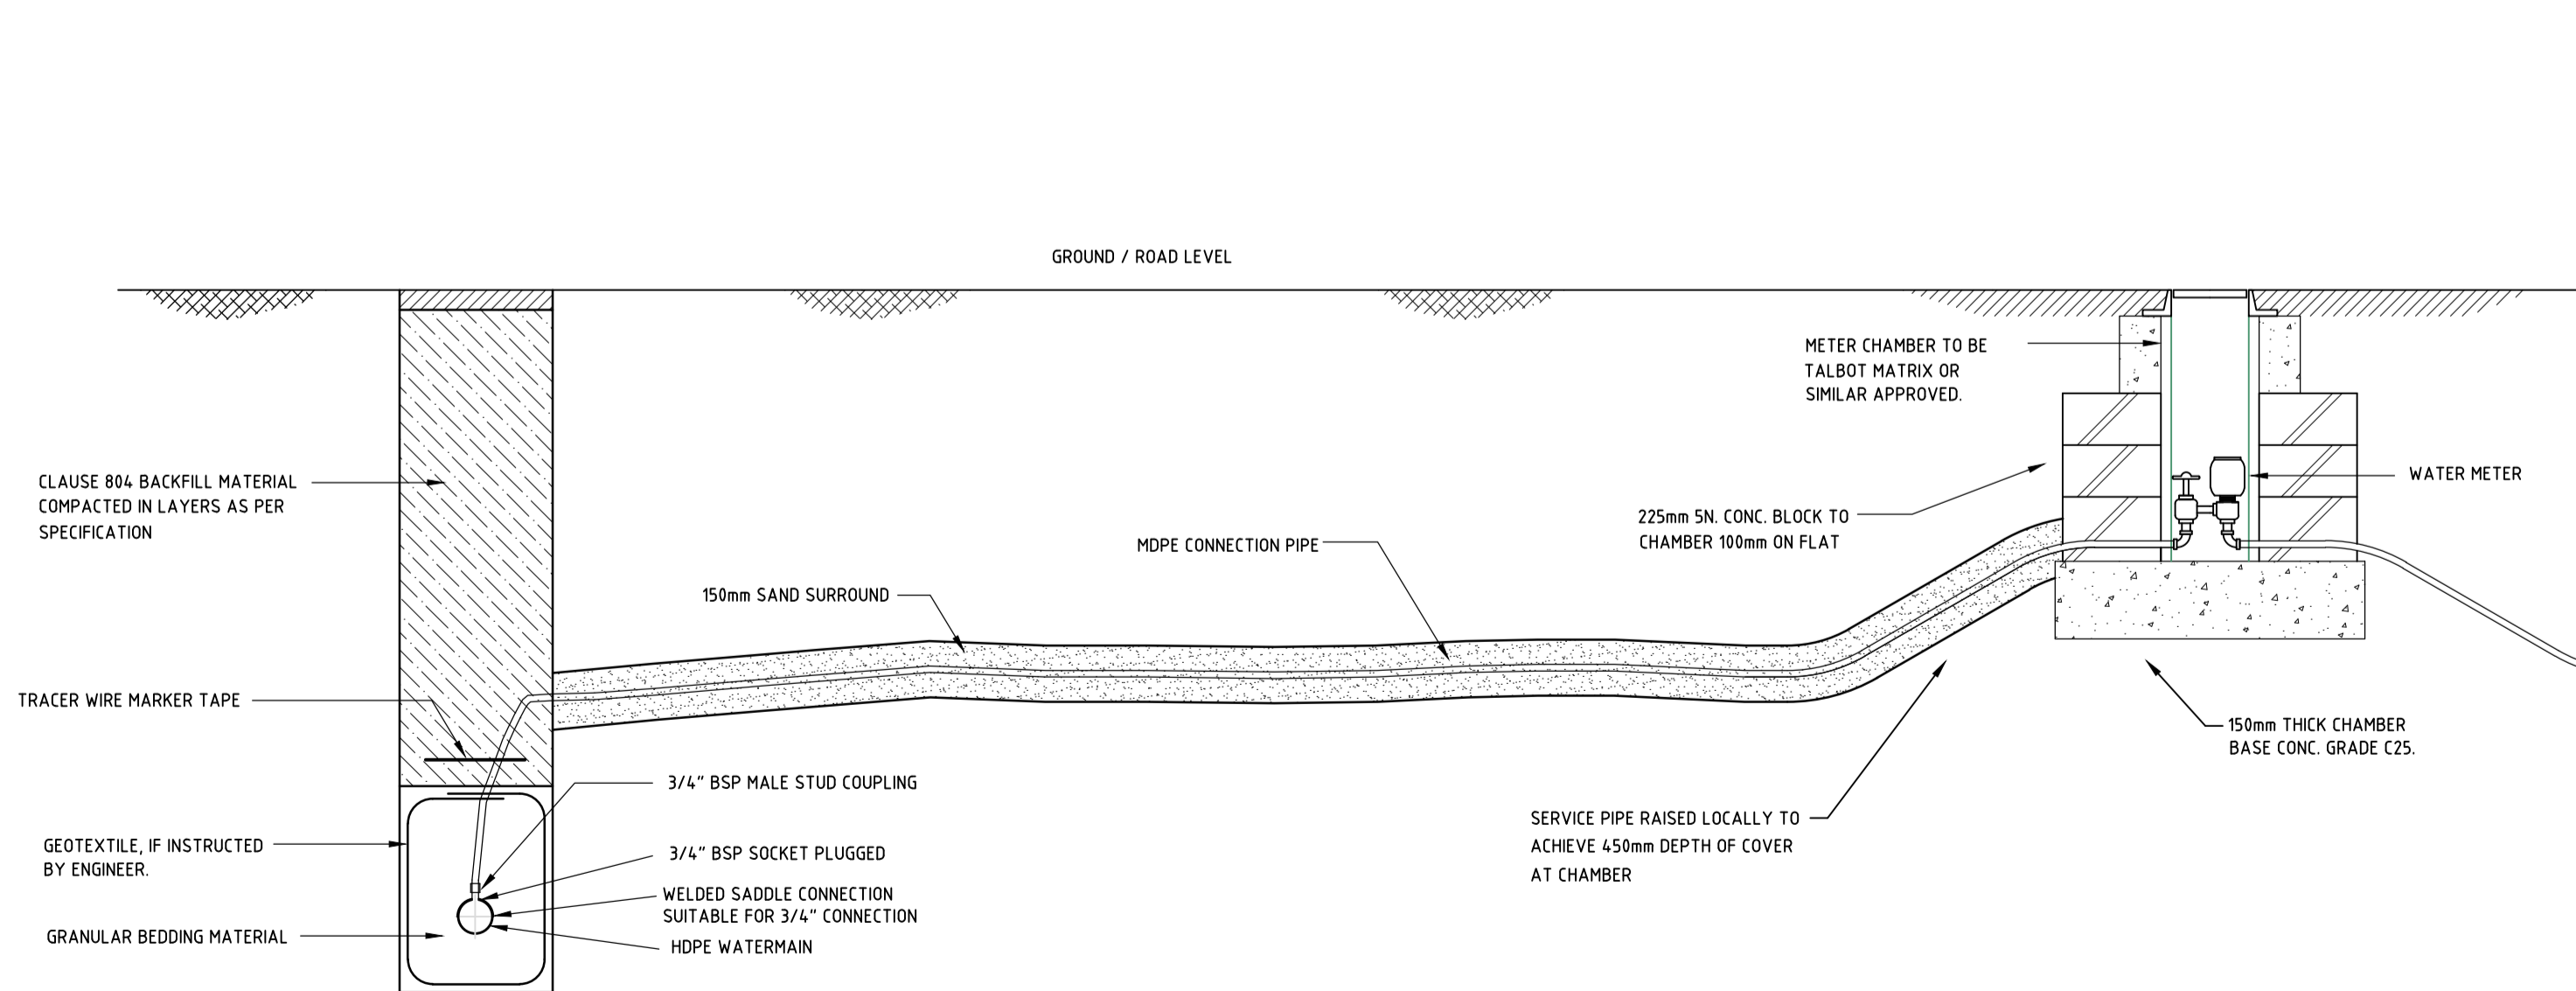 GROUND / ROAD LEVEL
METER CHAMBER TO BE
TALBOT MATRIX OR
SIMILAR APPROVED.
CLAUSE 804 BACKFILL MATERIAL
COMPACTED IN LAYERS AS PER
SPECIFICATION
WATER METER
225mm 5N. CONC. BLOCK TO
CHAMBER 100mm ON FLAT
MDPE CONNECTION PIPE
150mm SAND SURROUND
TRACER WIRE MARKER TAPE
150mm THICK CHAMBER
BASE CONC. GRADE C25.
3/4" BSP MALE STUD COUPLING
SERVICE PIPE RAISED LOCALLY TO
ACHIEVE 450mm DEPTH OF COVER
AT CHAMBER
GEOTEXTILE, IF INSTRUCTED
BY ENGINEER.
3/4" BSP SOCKET PLUGGED
WELDED SADDLE CONNECTION
SUITABLE FOR 3/4" CONNECTION
GRANULAR BEDDING MATERIAL
HDPE WATERMAIN